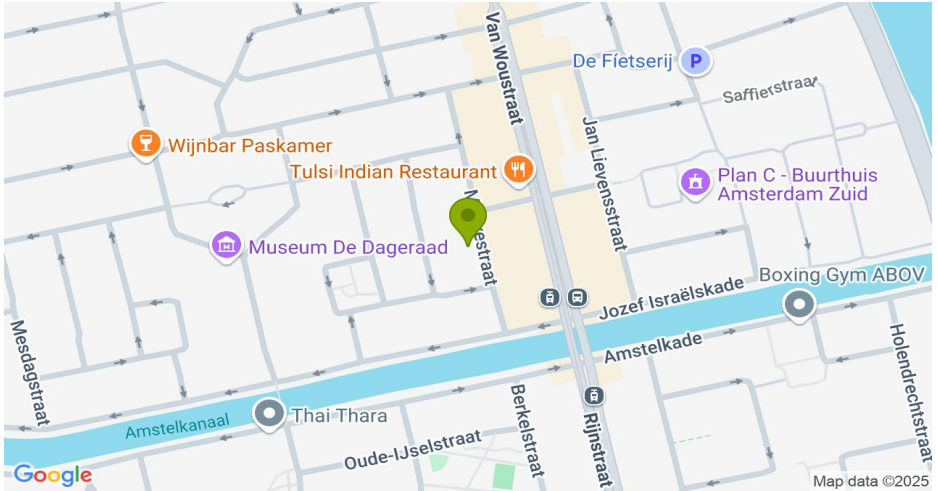 Van Woustraat
De Fíetserij
P
Saffierstraat
Wijnbar Paskamer
Tulsi Indian Restaurant
Jan Lievensstraat
Plan C - Buurthuis
Amsterdam Zuid
Museum De Dageraad
Boxing Gym ABOV
Jozef Israëlskade
Mesdagstraat
Amstelkade
Holendrechtstraat
Amstelkanaal
Thai Thara
Berkelstraat
Rijnstraat
Oude-IJselstraat
Google
Map data ©2025